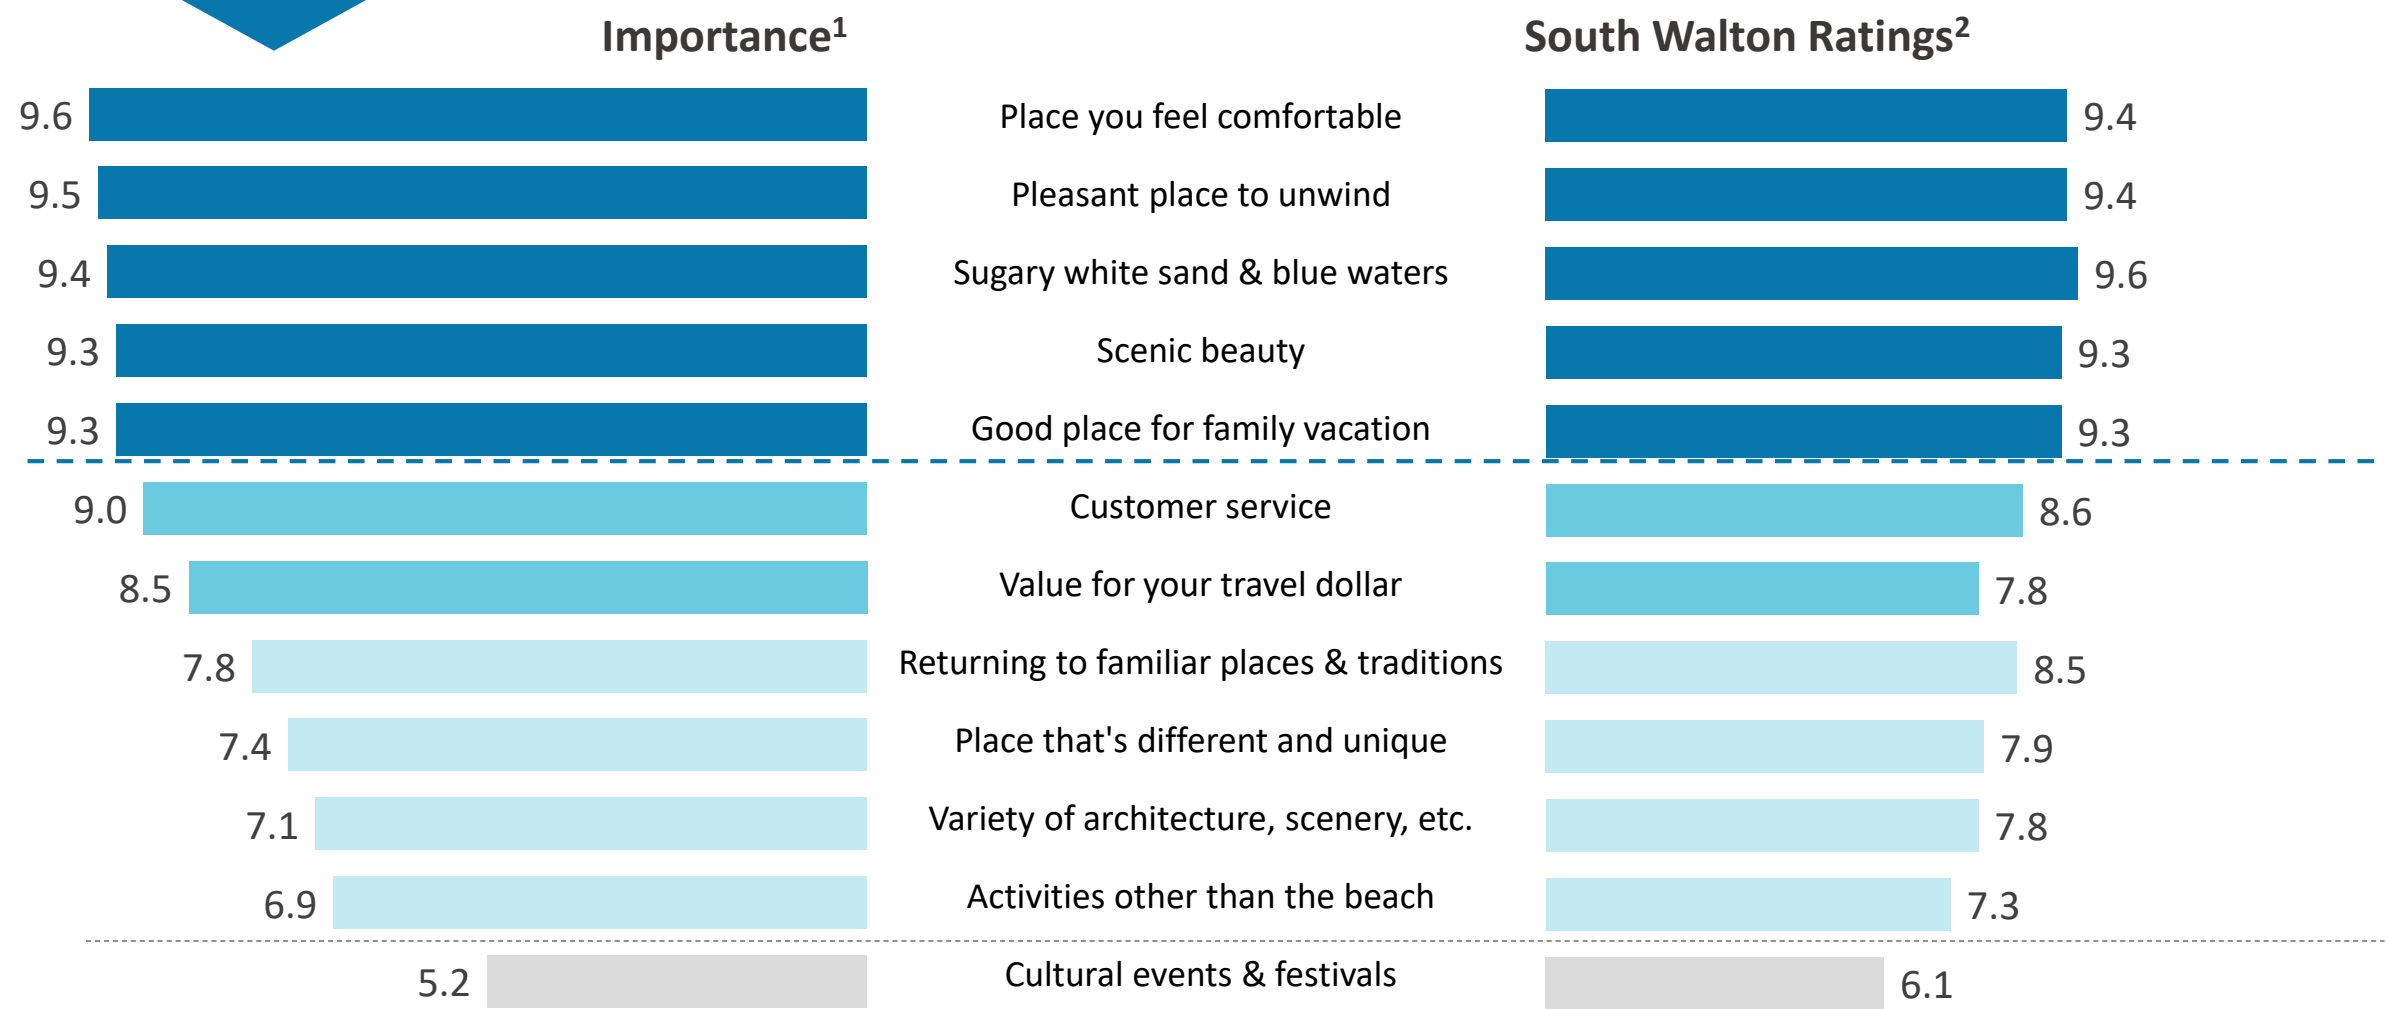 Importance¹ South Walton Ratings²
9.6 Place you feel comfortable 9.4
9.5 Pleasant place to unwind 9.4
9.4 Sugary white sand & blue waters 9.6
9.3 Scenic beauty 9.3
9.3 Good place for family vacation 9.3
9.0 Customer service 8.6
8.5 Value for your travel dollar 7.8
7.8 Returning to familiar places & traditions 8.5
7.4 Place that's different and unique 7.9
7.1 Variety of architecture, scenery, etc. 7.8
6.9 Activities other than the beach 7.3
5.2 Cultural events & festivals 6.1